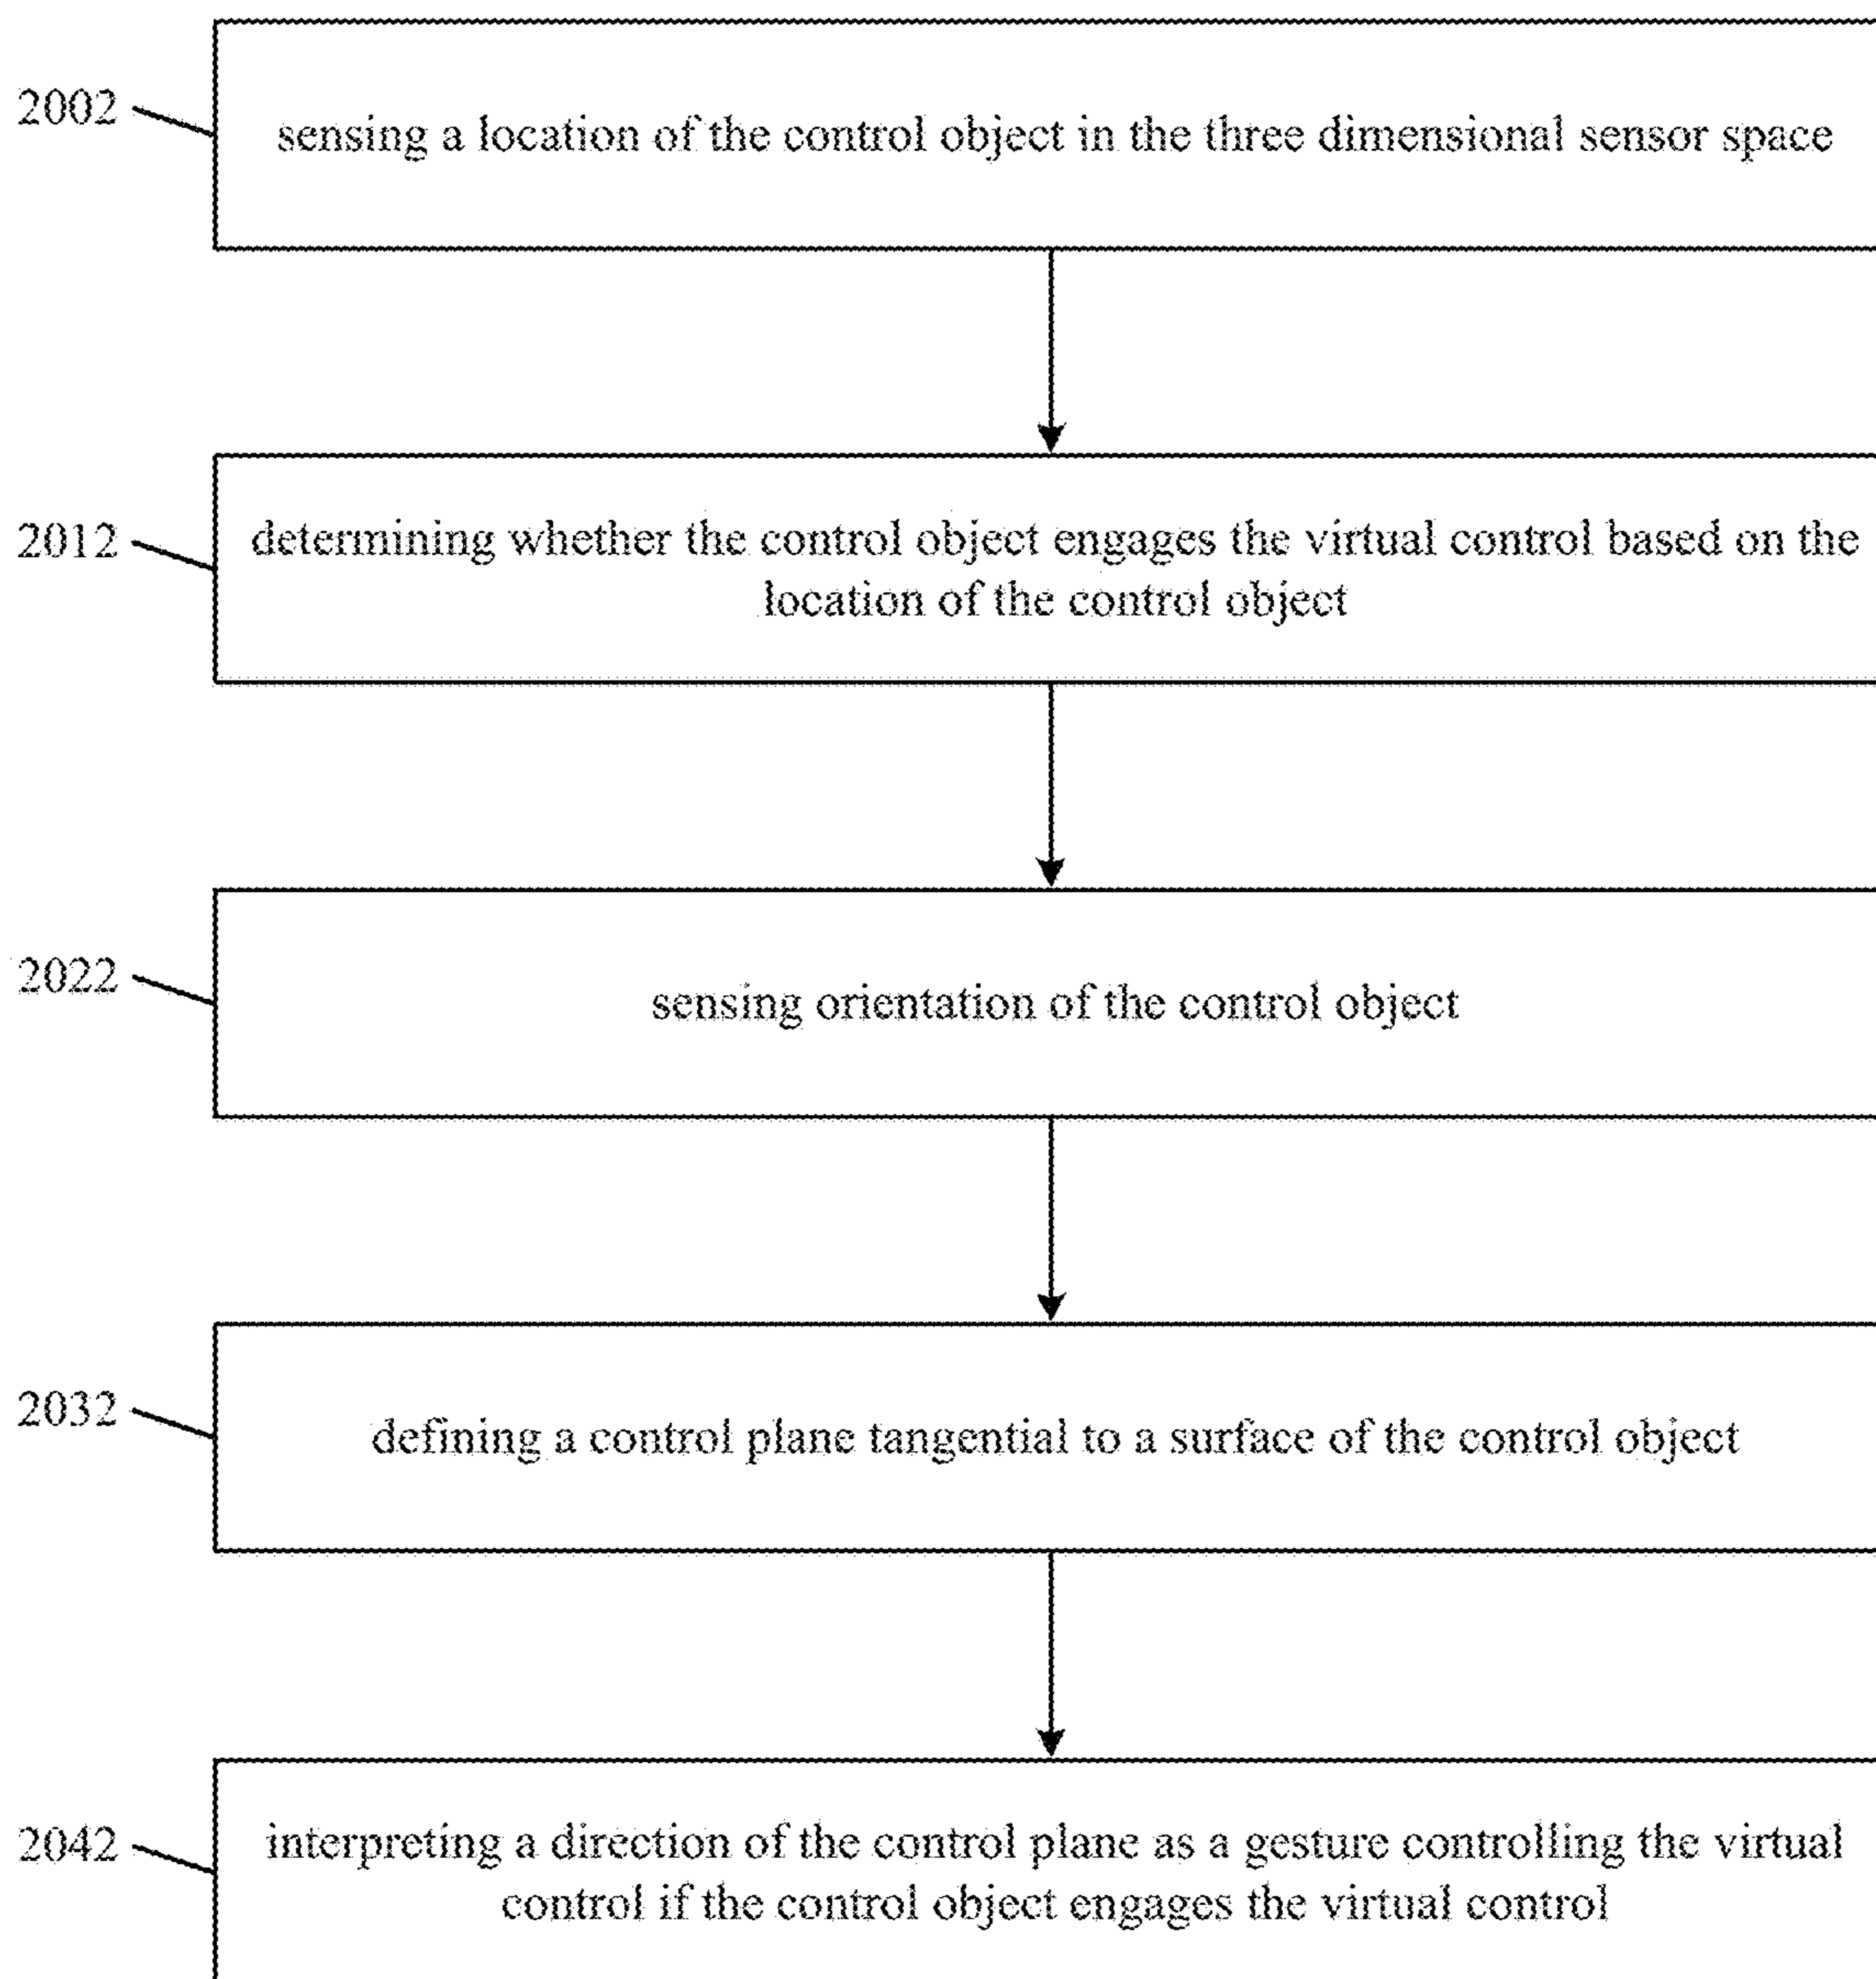 2002
sensing a location of the control object in the three dimensional sensor space
2012
determining whether the control object engages the virtual control based on the
location of the control object
2022
sensing orientation of the control object
2032
defining a control plane tangential to a surface of the control object
2042
interpreting a direction of the control plane as a gesture controlling the virtual
control if the control object engages the virtual control